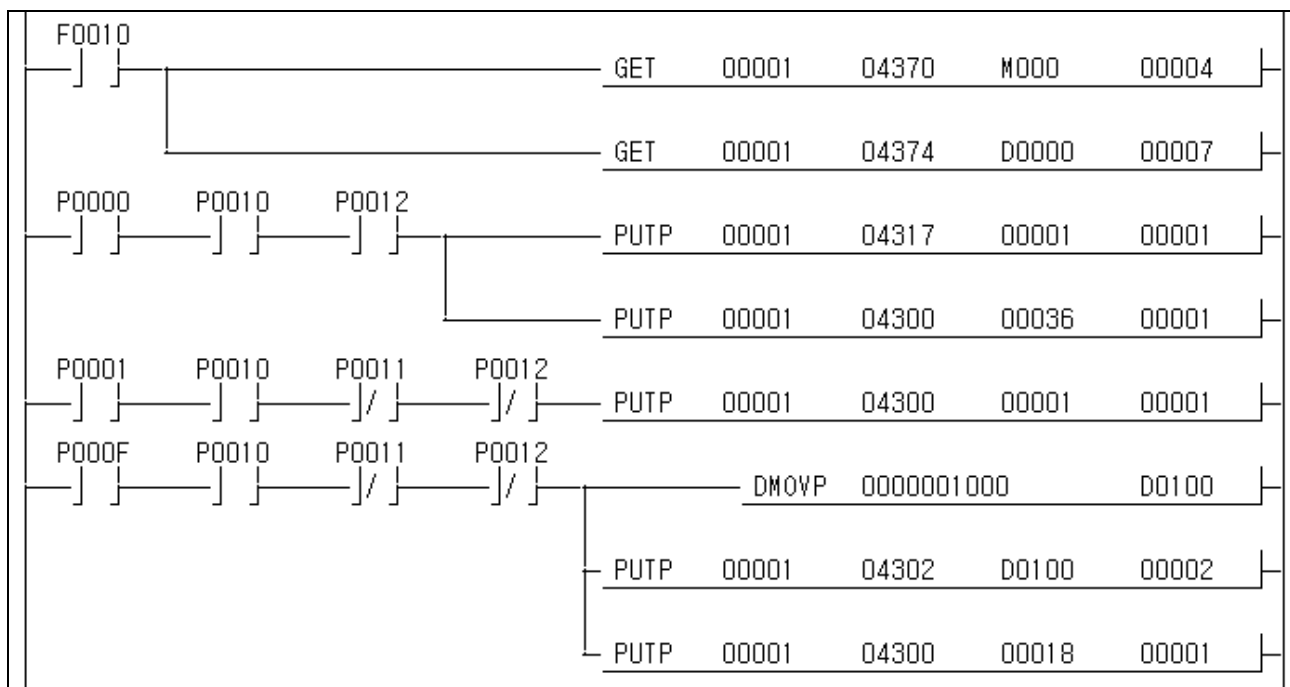 F0010
GET 00001 04370 M000 00004
GET 00001 04374 D0000 00007
P0000 P0010 P0012
PUTP 00001 04317 00001 00001
PUTP 00001 04300 00036 00001
P0001 P0010 P0011 P0012
PUTP 00001 04300 00001 00001
P000F P0010 P0011 P0012
DMOVP 0000001000 D0100
PUTP 00001 04302 D0100 00002
PUTP 00001 04300 00018 00001